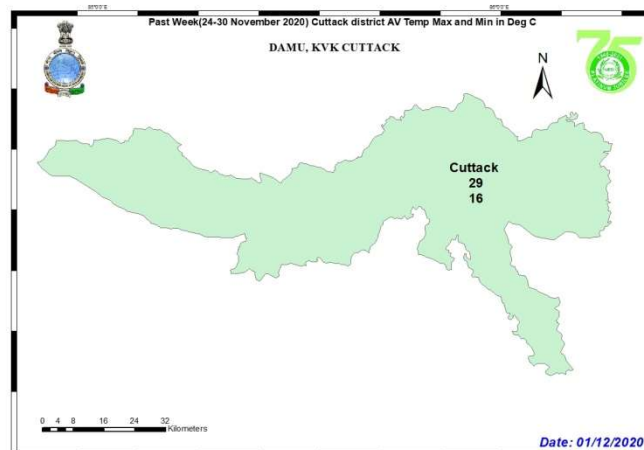 Past Week(24-30 November 2020) Cuttack district AV Temp Max and Min in Deg C
DAMU, KVK CUTTACK
N
75
Cuttack
29
16
0 4 8 16 24 32
Kilometers
Date: 01/12/2020